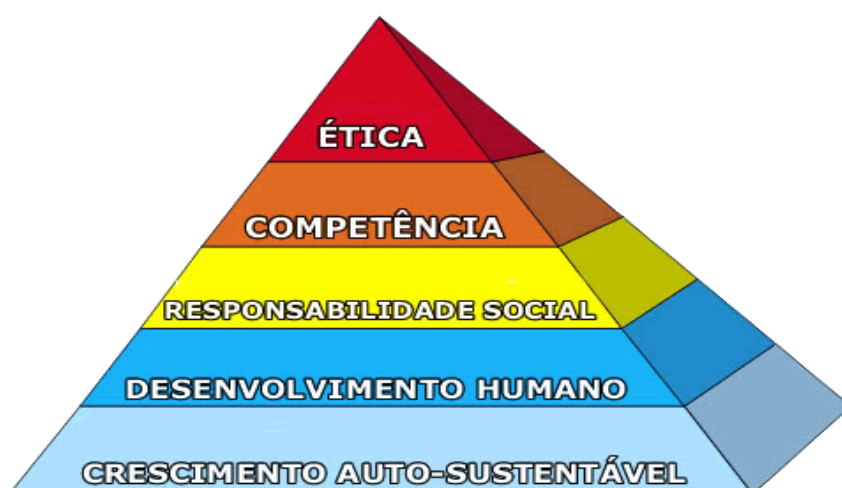 ÉTICA
COMPETÊNCIA
RESPONSABILIDADE SOCIAL
DESENVOLVIMENTO HUMANO
CRESCIMENTO AUTO-SUSTENTÁVEL